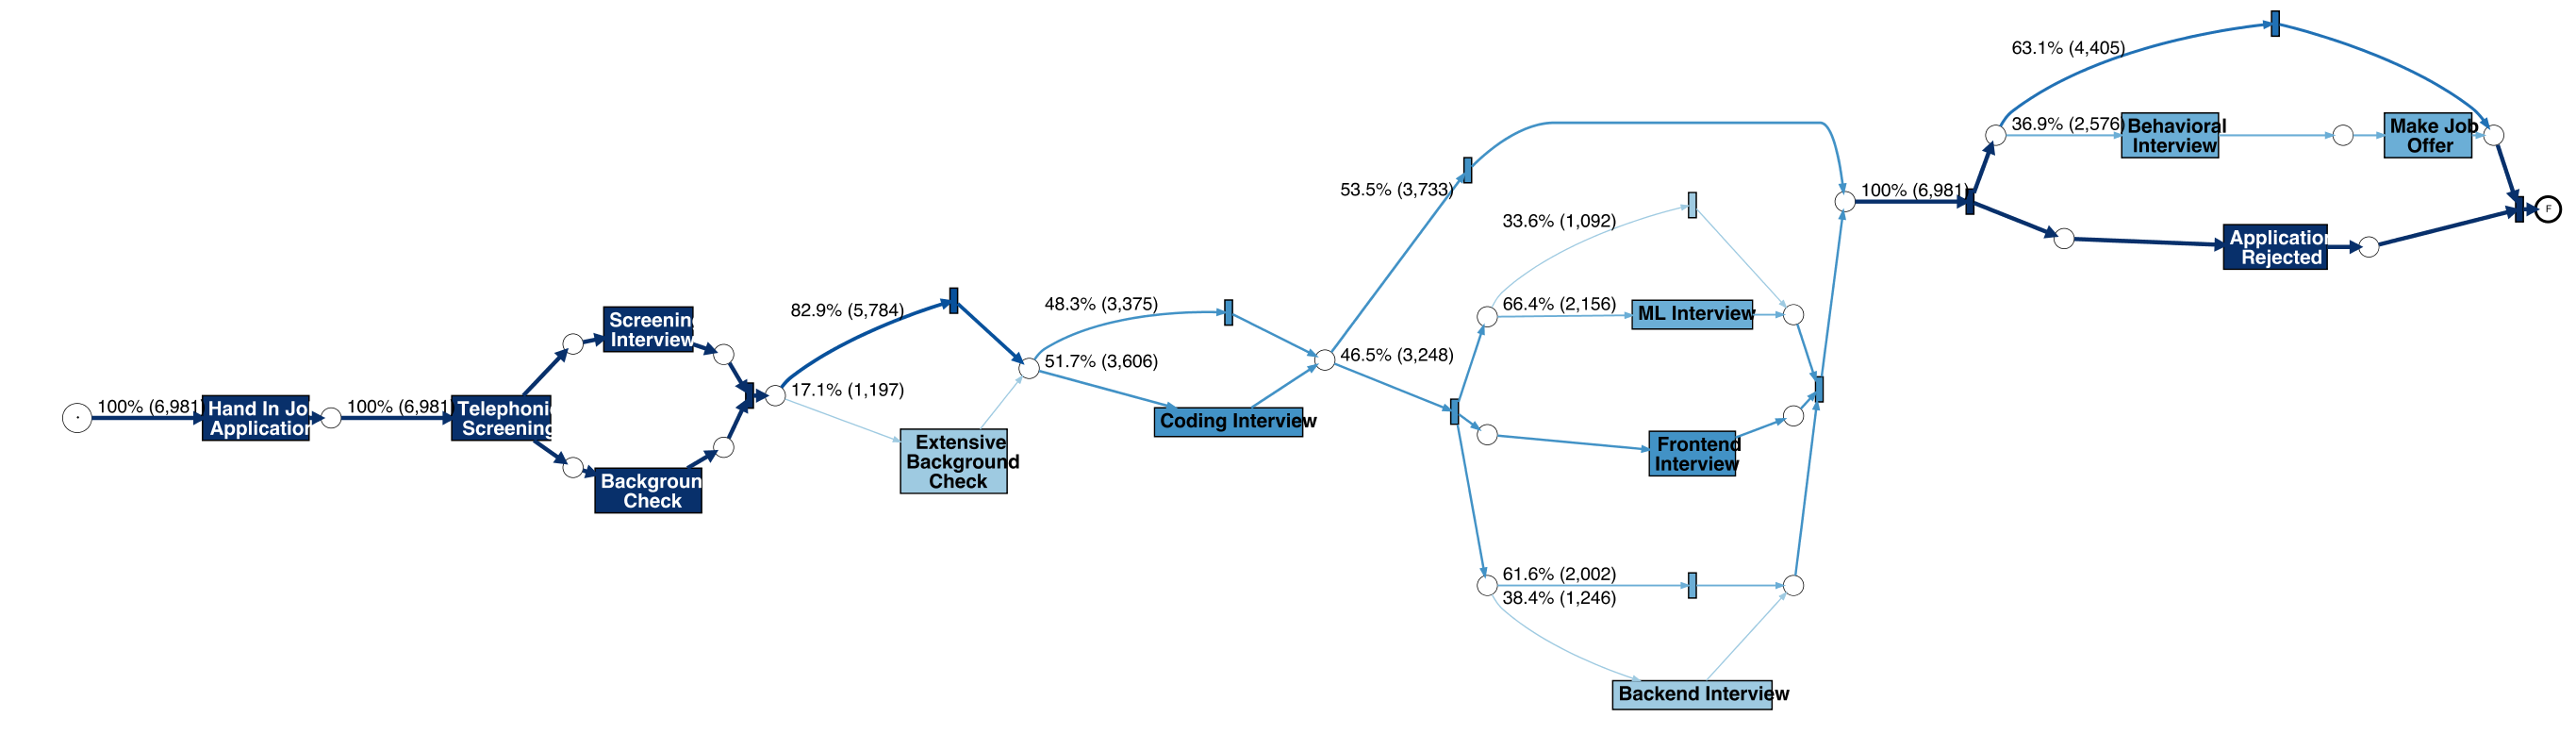 100% (6,981)
Hand In Jo
Application
100% (6,981)
Telephoni
Screening
Screenin
Interview
Backgroun
Check
82.9% (5,784)
17.1% (1,197)
Extensive
Background
Check
48.3% (3,375)
51.7% (3,606)
Coding Interview
53.5% (3,733)
46.5% (3,248)
33.6% (1,092)
66.4% (2,156)
ML Interview
Frontend
Interview
61.6% (2,002)
38.4% (1,246)
Backend Interview
100% (6,981)
63.1% (4,405)
36.9% (2,576)
Behavioral
Interview
Make Job
Offer
Application
Rejected
F